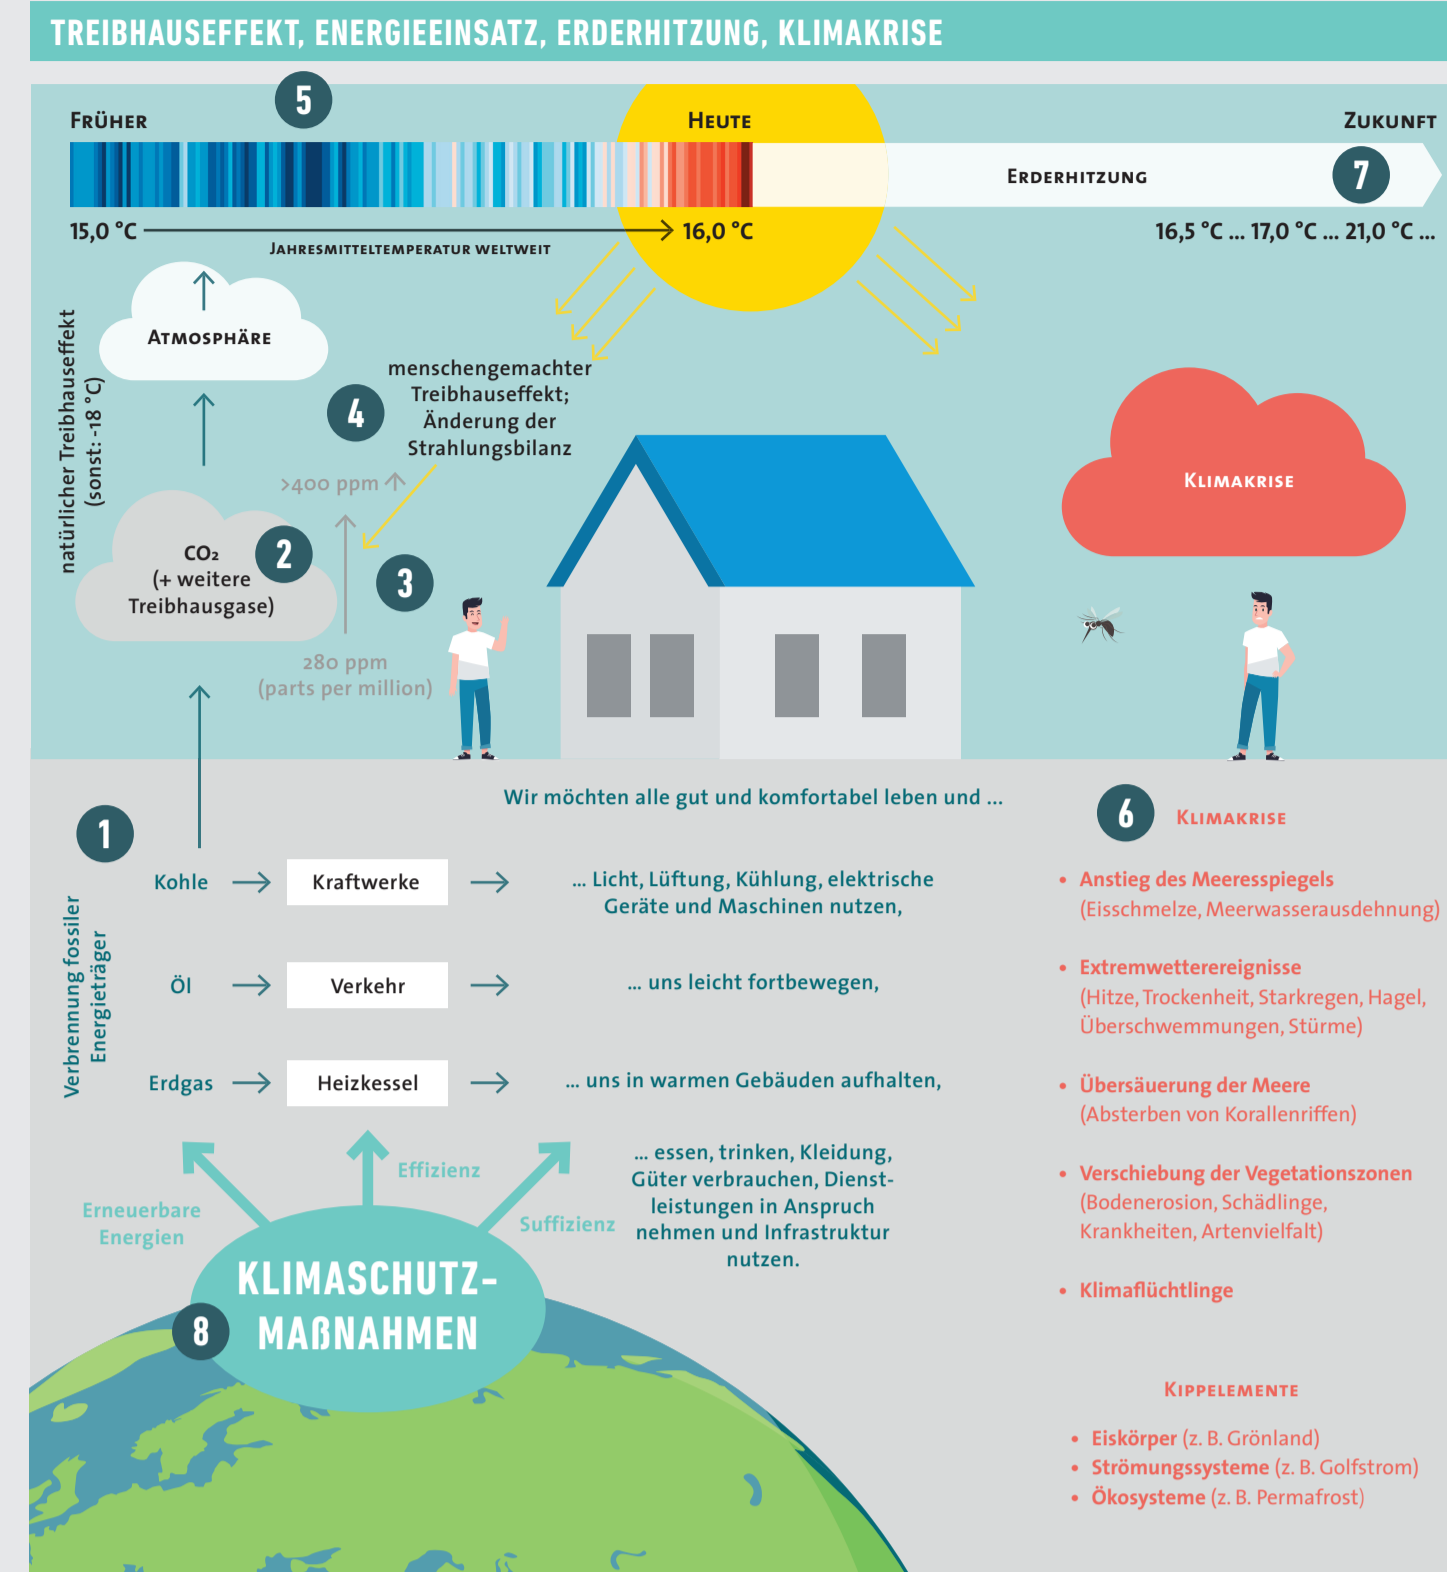 TREIBHAUSEFFEKT, ENERGIEEINSATZ, ERDERHITZUNG, KLIMAKRISE
5
FRÜHER
HEUTE
ZUKUNFT
ERDERHITZUNG
7
15,0 °C
JAHRESMITTELTEMPERATUR WELTWEIT
16,0 °C
16,5 °C ... 17,0 °C ... 21,0 °C ...
natürlicher Treibhauseffekt
(sonst: -18 °C)
ATMOSPHÄRE
4
menschengemachter
Treibhauseffekt;
Änderung der
Strahlungsbilanz
>400 ppm
CO₂
(+ weitere
Treibhausgase)
2
3
280 ppm
(parts per million)
KLIMAKRISE
Wir möchten alle gut und komfortabel leben und ...
1
Verbrennung fossiler
Energieträger
Kohle
Kraftwerke
... Licht, Lüftung, Kühlung, elektrische
Geräte und Maschinen nutzen,
Öl
Verkehr
... uns leicht fortbewegen,
Erdgas
Heizkessel
... uns in warmen Gebäuden aufhalten,
... essen, trinken, Kleidung,
Güter verbrauchen, Dienst-
leistungen in Anspruch
nehmen und Infrastruktur
nutzen.
Erneuerbare
Energien
Effizienz
Suffizienz
KLIMASCHUTZ-
MAßNAHMEN
8
6
KLIMAKRISE
• Anstieg des Meeresspiegels
(Eisschmelze, Meerwasserausdehnung)
• Extremwetterereignisse
(Hitze, Trockenheit, Starkregen, Hagel,
Überschwemmungen, Stürme)
• Übersäuerung der Meere
(Absterben von Korallenriffen)
• Verschiebung der Vegetationszonen
(Bodenerosion, Schädlinge,
Krankheiten, Artenvielfalt)
• Klimaflüchtlinge
KIPPELEMENTE
• Eiskörper (z. B. Grönland)
• Strömungssysteme (z. B. Golfstrom)
• Ökosysteme (z. B. Permafrost)